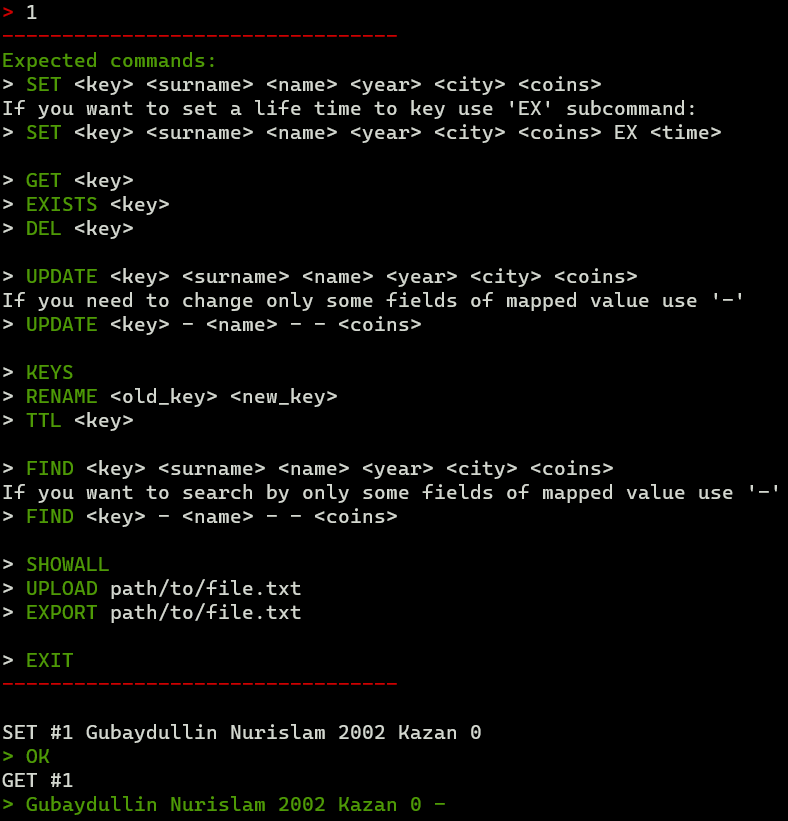 > 1
---------------------------------
Expected commands:
> SET <key> <surname> <name> <year> <city> <coins>
If you want to set a life time to key use 'EX' subcommand:
> SET <key> <surname> <name> <year> <city> <coins> EX <time>
> GET <key>
> EXISTS <key>
> DEL <key>
> UPDATE <key> <surname> <name> <year> <city> <coins>
If you need to change only some fields of mapped value use '-'
> UPDATE <key> - <name> - - <coins>
> KEYS
> RENAME <old_key> <new_key>
> TTL <key>
> FIND <key> <surname> <name> <year> <city> <coins>
If you want to search by only some fields of mapped value use '-'
> FIND <key> - <name> - - <coins>
> SHOWALL
> UPLOAD path/to/file.txt
> EXPORT path/to/file.txt
> EXIT
---------------------------------
SET #1 Gubaydullin Nurislam 2002 Kazan 0
> OK
GET #1
> Gubaydullin Nurislam 2002 Kazan 0 -